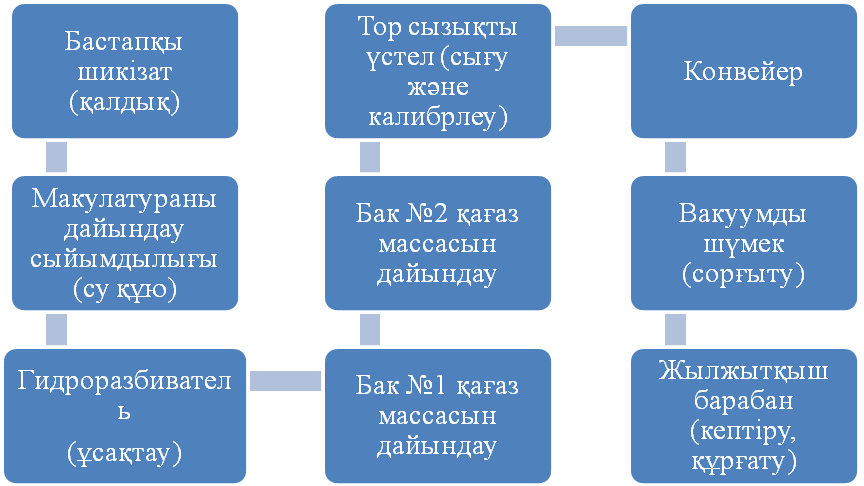 Бастапқы
шикізат
(қалдық)
Макулатураны
дайындау
сыйымдылығы
(су құю)
Гидроразбивател
ь
(ұсақтау)
Бак №1 қағаз
массасын
дайындау
Бак №2 қағаз
массасын
дайындау
Тор сызықты
үстел (сығу
және
калибрлеу)
Конвейер
Вакуумды
шүмек
(сорғыту)
Жылжытқыш
барабан
(кептіру,
құрғату)